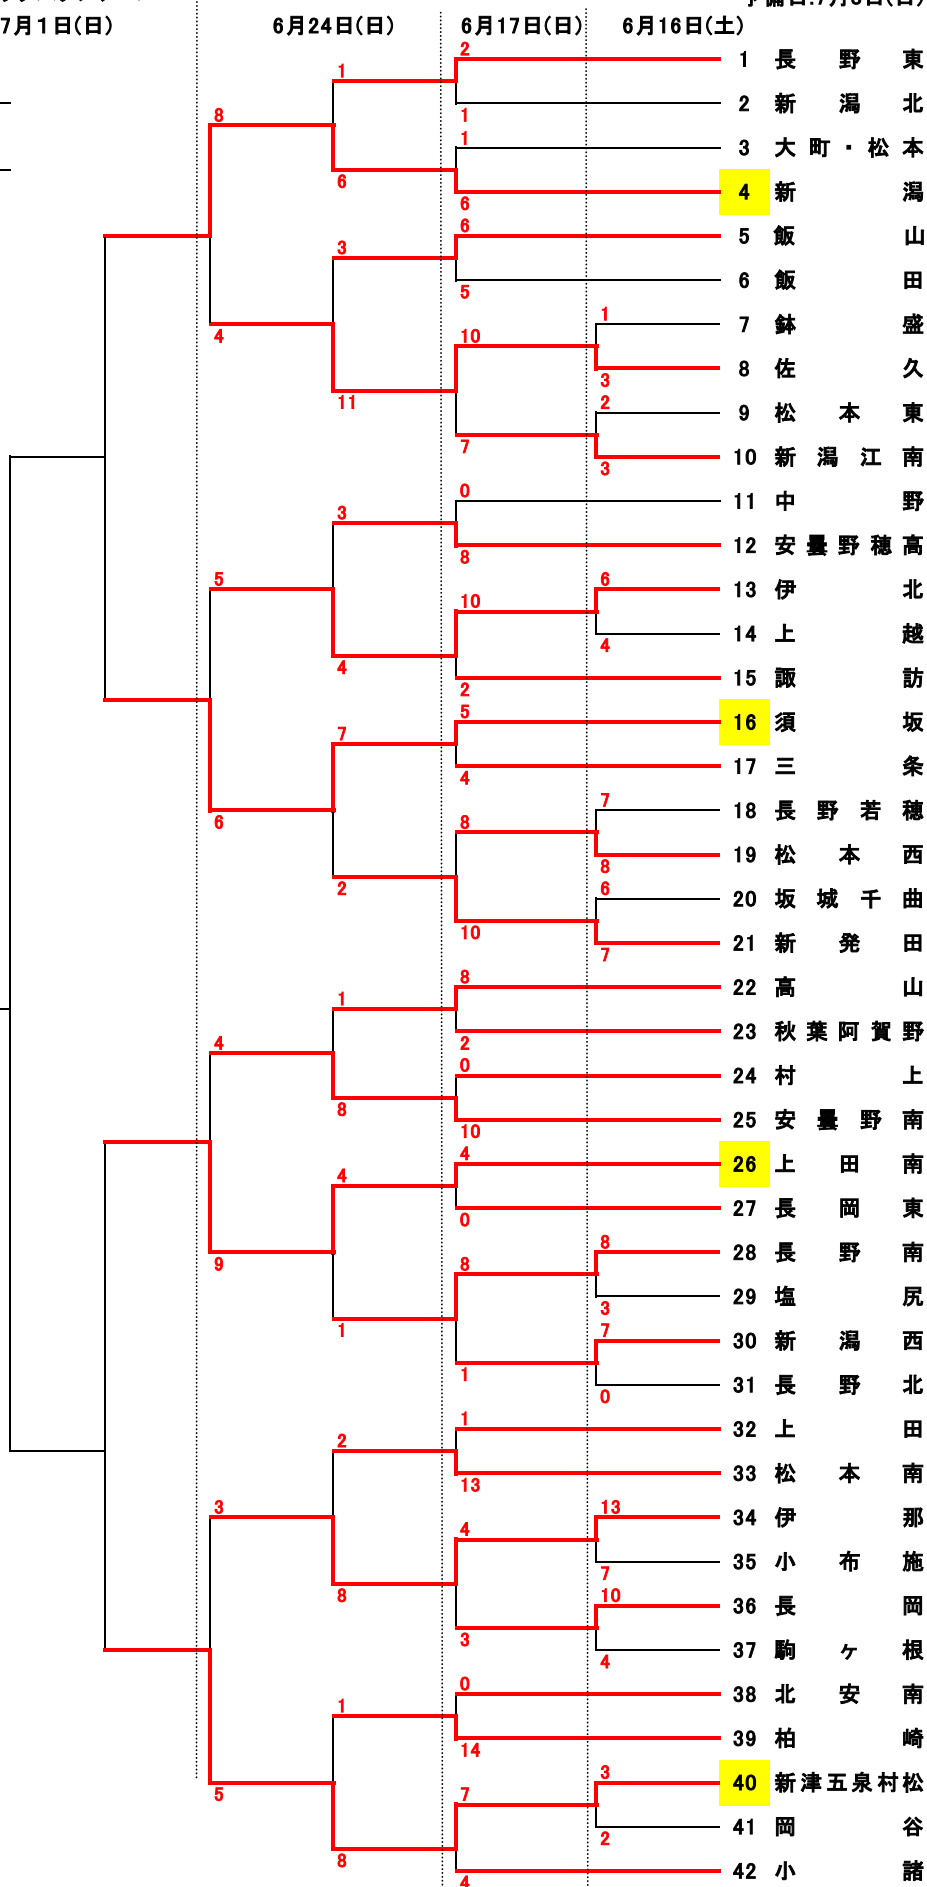 7月1日(日) 6月24日(日) 6月17日(日) 6月16日(土)
2
1 長野東
1
8
1
2 新潟北
1
3 大町・松本
6
6
4 新潟
6
3
5 飯山
5
6 飯田
1
7 鉢盛
4
10
3
8 佐久
11
2
9 松本東
7
3
10 新潟江南
0
11 中野
3
8
12 安曇野穂高
5
10
6
13 伊北
4
4
14 上越
2
15 諏訪
5
16 須坂
7
4
17 三条
6
8
7
18 長野若穂
8
19 松本西
2
6
20 坂城千曲
10
7
21 新発田
8
22 高山
1
2
23 秋葉阿賀野
4
0
24 村上
8
10
25 安曇野南
4
26 上田南
4
0
27 長岡東
9
8
8
28 長野南
3
29 塩尻
1
7
30 新潟西
1
0
31 長野北
1
32 上田
2
13
33 松本南
3
4
13
34 伊那
7
35 小布施
8
10
36 長岡
3
4
37 駒ヶ根
0
38 北安南
1
14
39 柏崎
5
7
3
40 新津五泉村松
2
41 岡谷
8
4
42 小諸